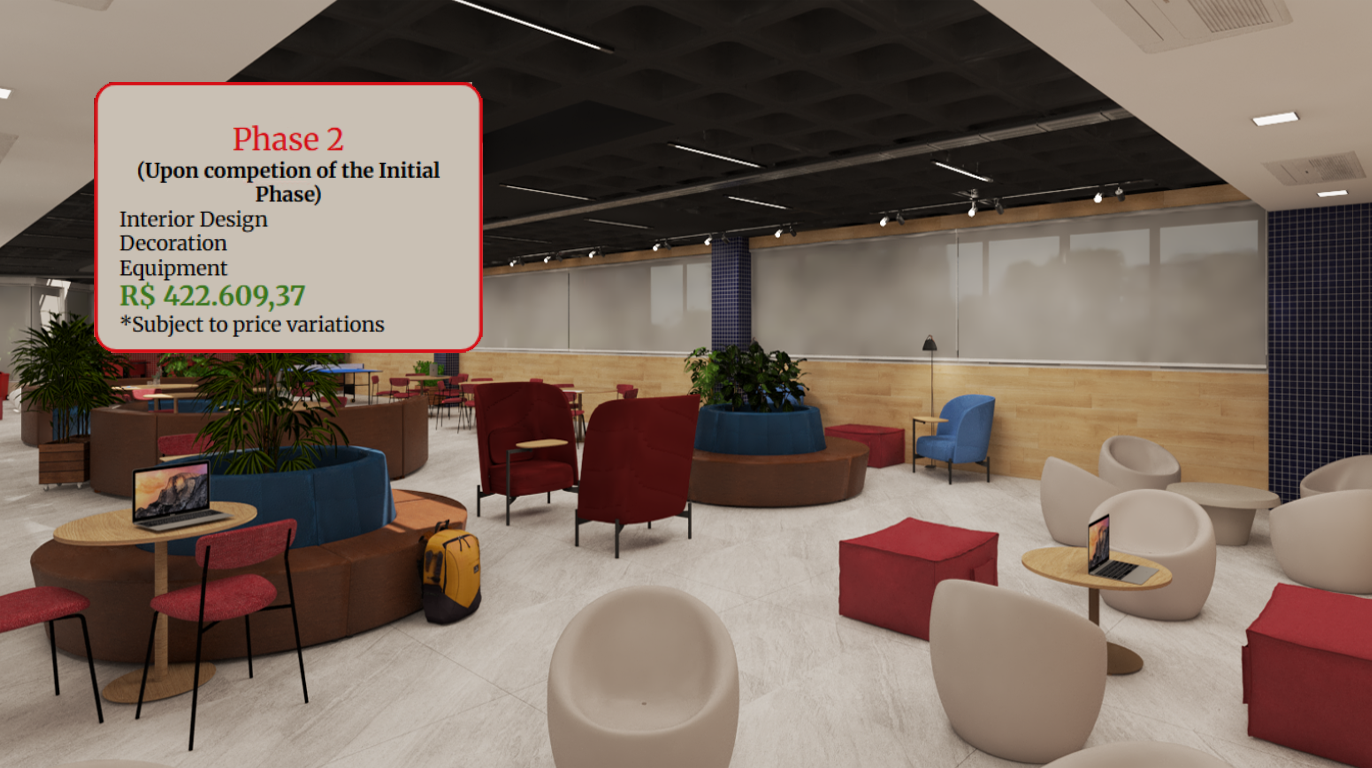 Phase 2
(Upon competion of the Initial
Phase)
Interior Design
Decoration
Equipment
R$ 422.609,37
*Subject to price variations